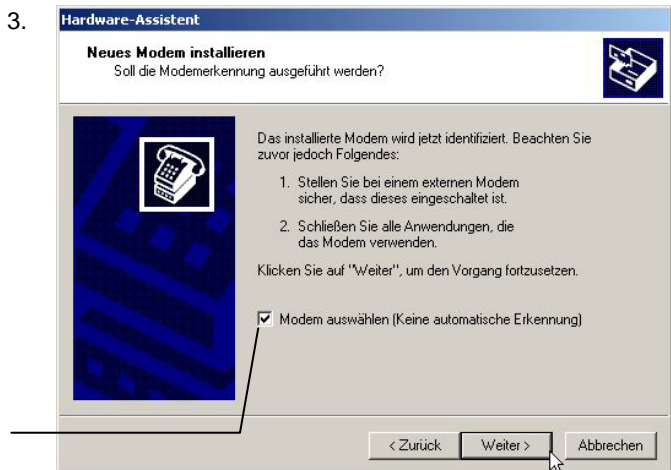 3.
Hardware-Assistent
Neues Modem installieren
Soll die Modemerkennung ausgeführt werden?
Das installierte Modem wird jetzt identifiziert. Beachten Sie
zuvor jedoch Folgendes:
1. Stellen Sie bei einem externen Modem
sicher, dass dieses eingeschaltet ist.
2. Schließen Sie alle Anwendungen, die
das Modem verwenden.
Klicken Sie auf "Weiter", um den Vorgang fortzusetzen.
Modem auswählen (Keine automatische Erkennung)
< Zurück Weiter > Abbrechen